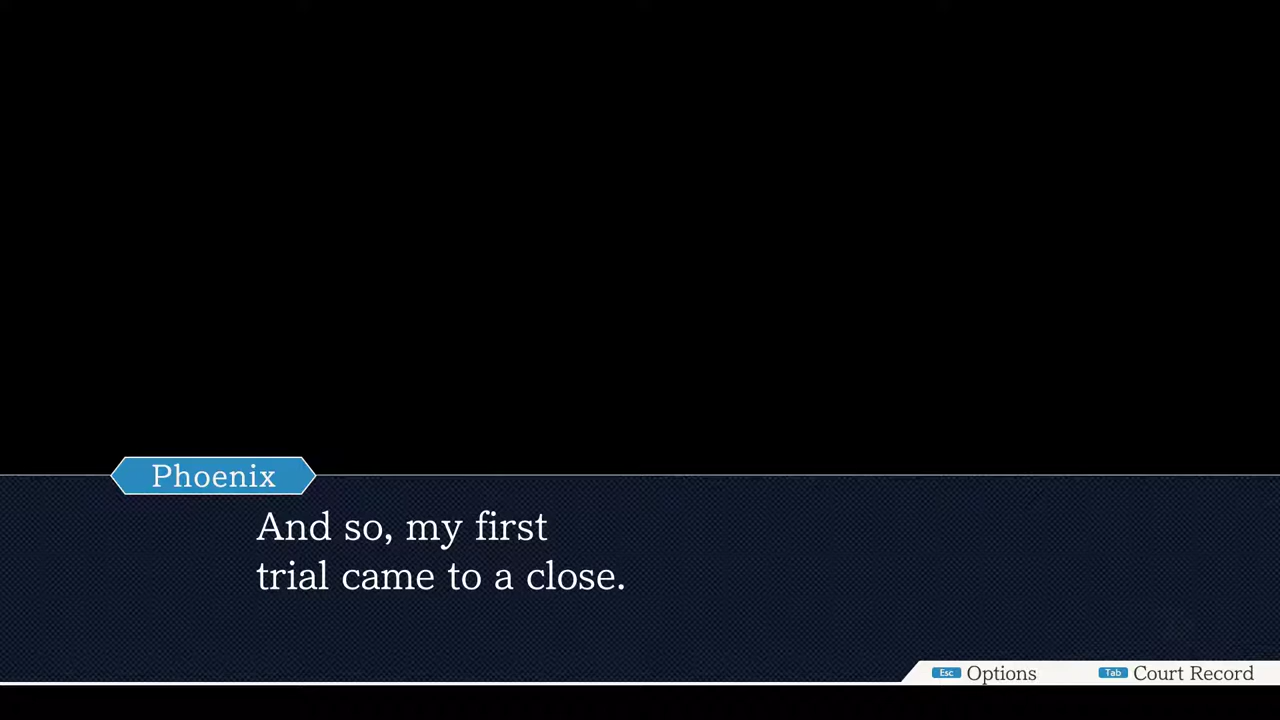 Phoenix
And so, my first
trial came to a close.
Esc Options Tab Court Record